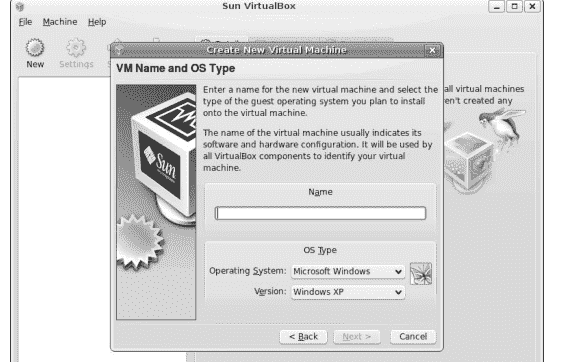 Sun VirtualBox
File Machine Help
New Settings
Create New Virtual Machine
VM Name and OS Type
Enter a name for the new virtual machine and select the
type of the guest operating system you plan to install
onto the virtual machine.
The name of the virtual machine usually indicates its
software and hardware configuration. It will be used by
all VirtualBox components to identify your virtual
machine.
all virtual machines
en't created any
Sun
Name
OS Type
Operating System: Microsoft Windows
Version: Windows XP
< Back Next > Cancel